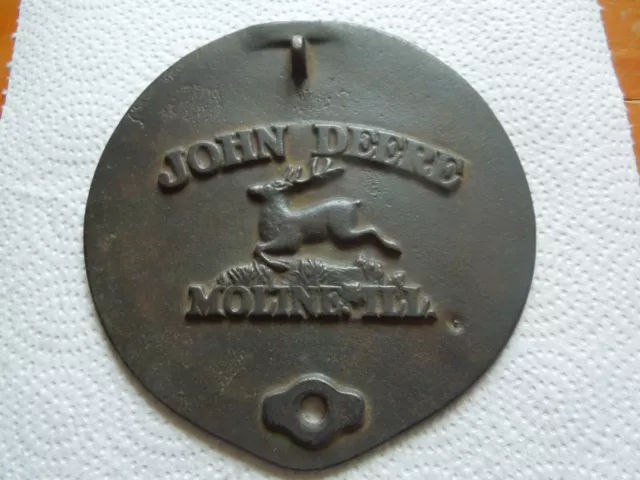 JOHN DEERE
MOLINE, ILL.